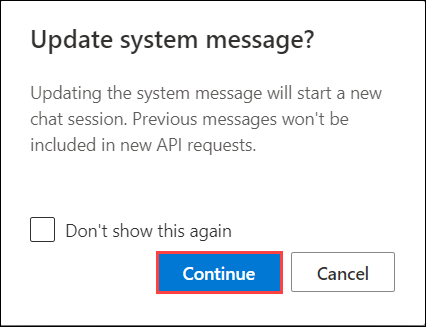 Update system message?
Updating the system message will start a new
chat session. Previous messages won't be
included in new API requests.
Don't show this again
Continue
Cancel